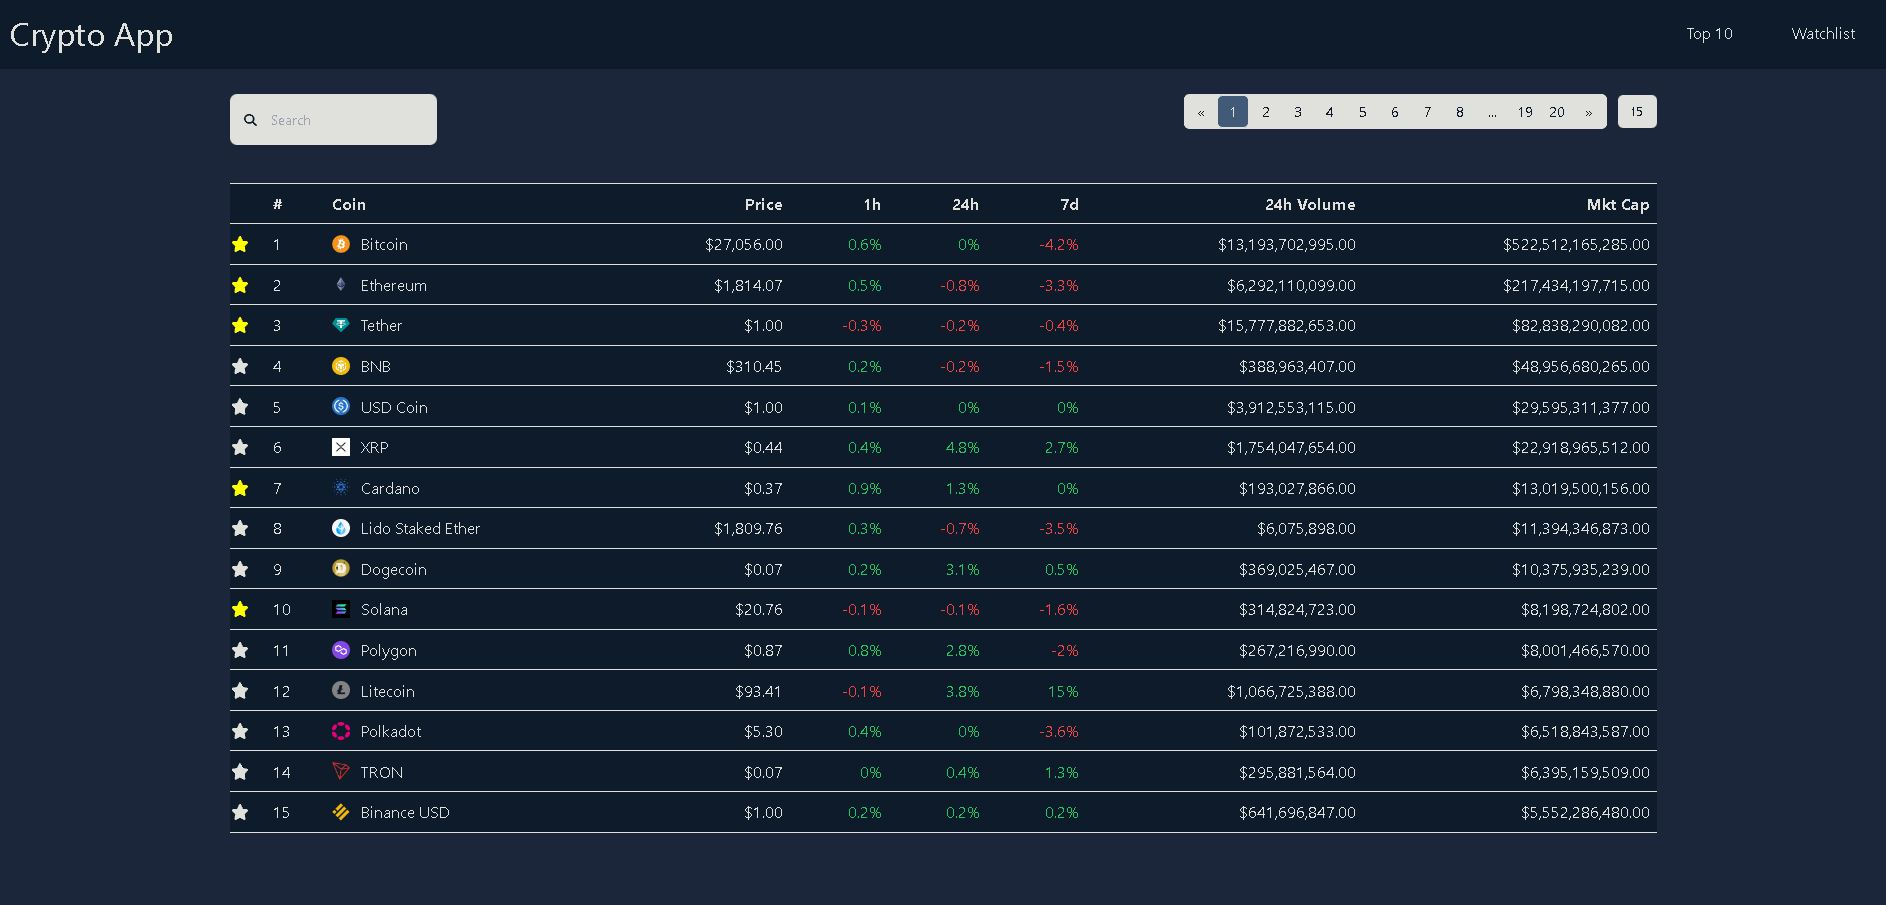 Crypto App Top 10 Watchlist
Search « 1 2 3 4 5 6 7 8 ... 19 20 » 15
# Coin Price 1h 24h 7d 24h Volume Mkt Cap
1 Bitcoin $27,056.00 0.6% 0% -4.2% $13,193,702,995.00 $522,512,165,285.00
2 Ethereum $1,814.07 0.5% -0.8% -3.3% $6,292,110,099.00 $217,434,197,715.00
3 Tether $1.00 -0.3% -0.2% -0.4% $15,777,882,653.00 $82,838,290,082.00
4 BNB $310.45 0.2% -0.2% -1.5% $388,963,407.00 $48,956,680,265.00
5 USD Coin $1.00 0.1% 0% 0% $3,912,553,115.00 $29,595,311,377.00
6 XRP $0.44 0.4% 4.8% 2.7% $1,754,047,654.00 $22,918,965,512.00
7 Cardano $0.37 0.9% 1.3% 0% $193,027,866.00 $13,019,500,156.00
8 Lido Staked Ether $1,809.76 0.3% -0.7% -3.5% $6,075,898.00 $11,394,346,873.00
9 Dogecoin $0.07 0.2% 3.1% 0.5% $369,025,467.00 $10,375,935,239.00
10 Solana $20.76 -0.1% -0.1% -1.6% $314,824,723.00 $8,198,724,802.00
11 Polygon $0.87 0.8% 2.8% -2% $267,216,990.00 $8,001,466,570.00
12 Litecoin $93.41 -0.1% 3.8% 15% $1,066,725,388.00 $6,798,348,880.00
13 Polkadot $5.30 0.4% 0% -3.6% $101,872,533.00 $6,518,843,587.00
14 TRON $0.07 0% 0.4% 1.3% $295,881,564.00 $6,395,159,509.00
15 Binance USD $1.00 0.2% 0.2% 0.2% $641,696,847.00 $5,552,286,480.00